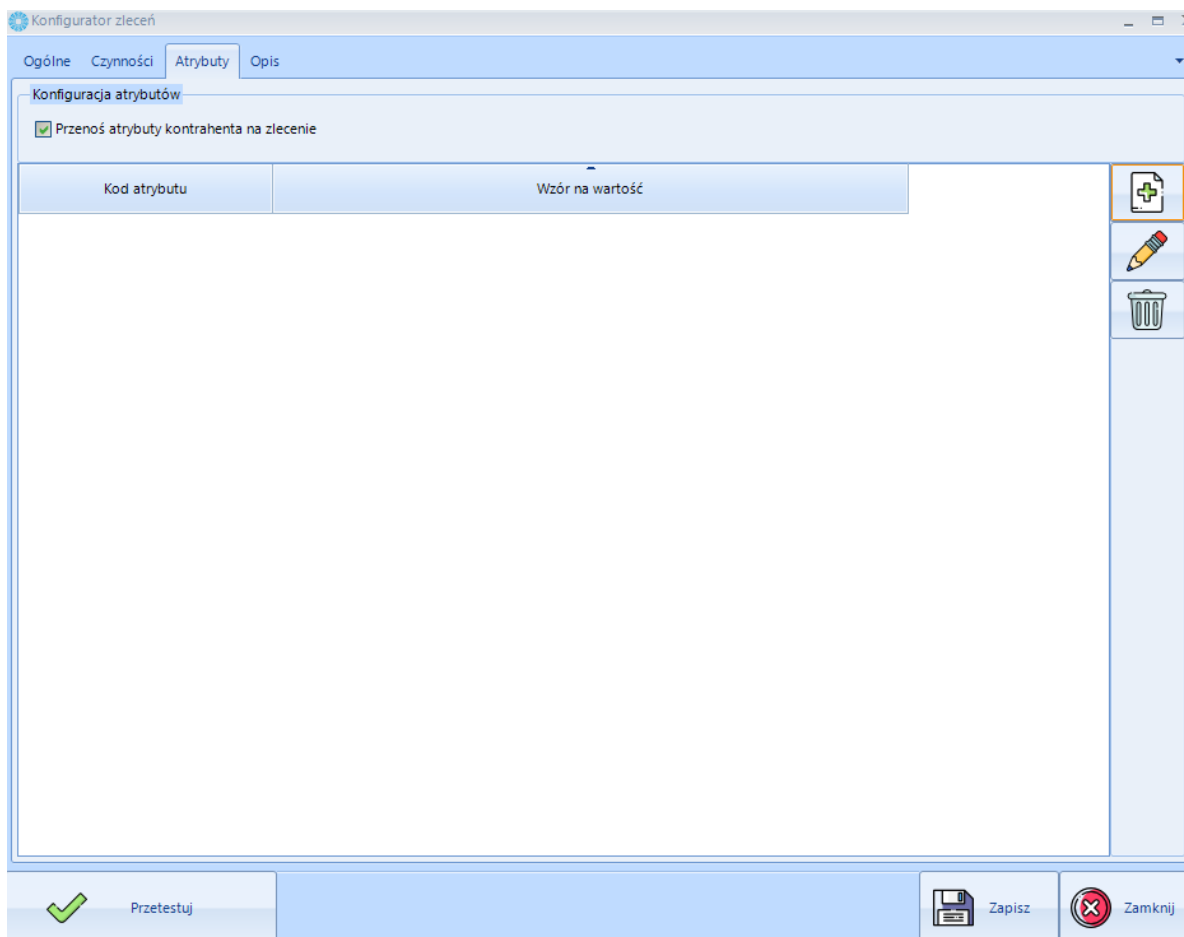 Konfigurator zleceń
Ogólne Czynności Atrybuty Opis
Konfiguracja atrybutów
Przenoś atrybuty kontrahenta na zlecenie
Kod atrybutu Wzór na wartość
Przetestuj Zapisz Zamknij